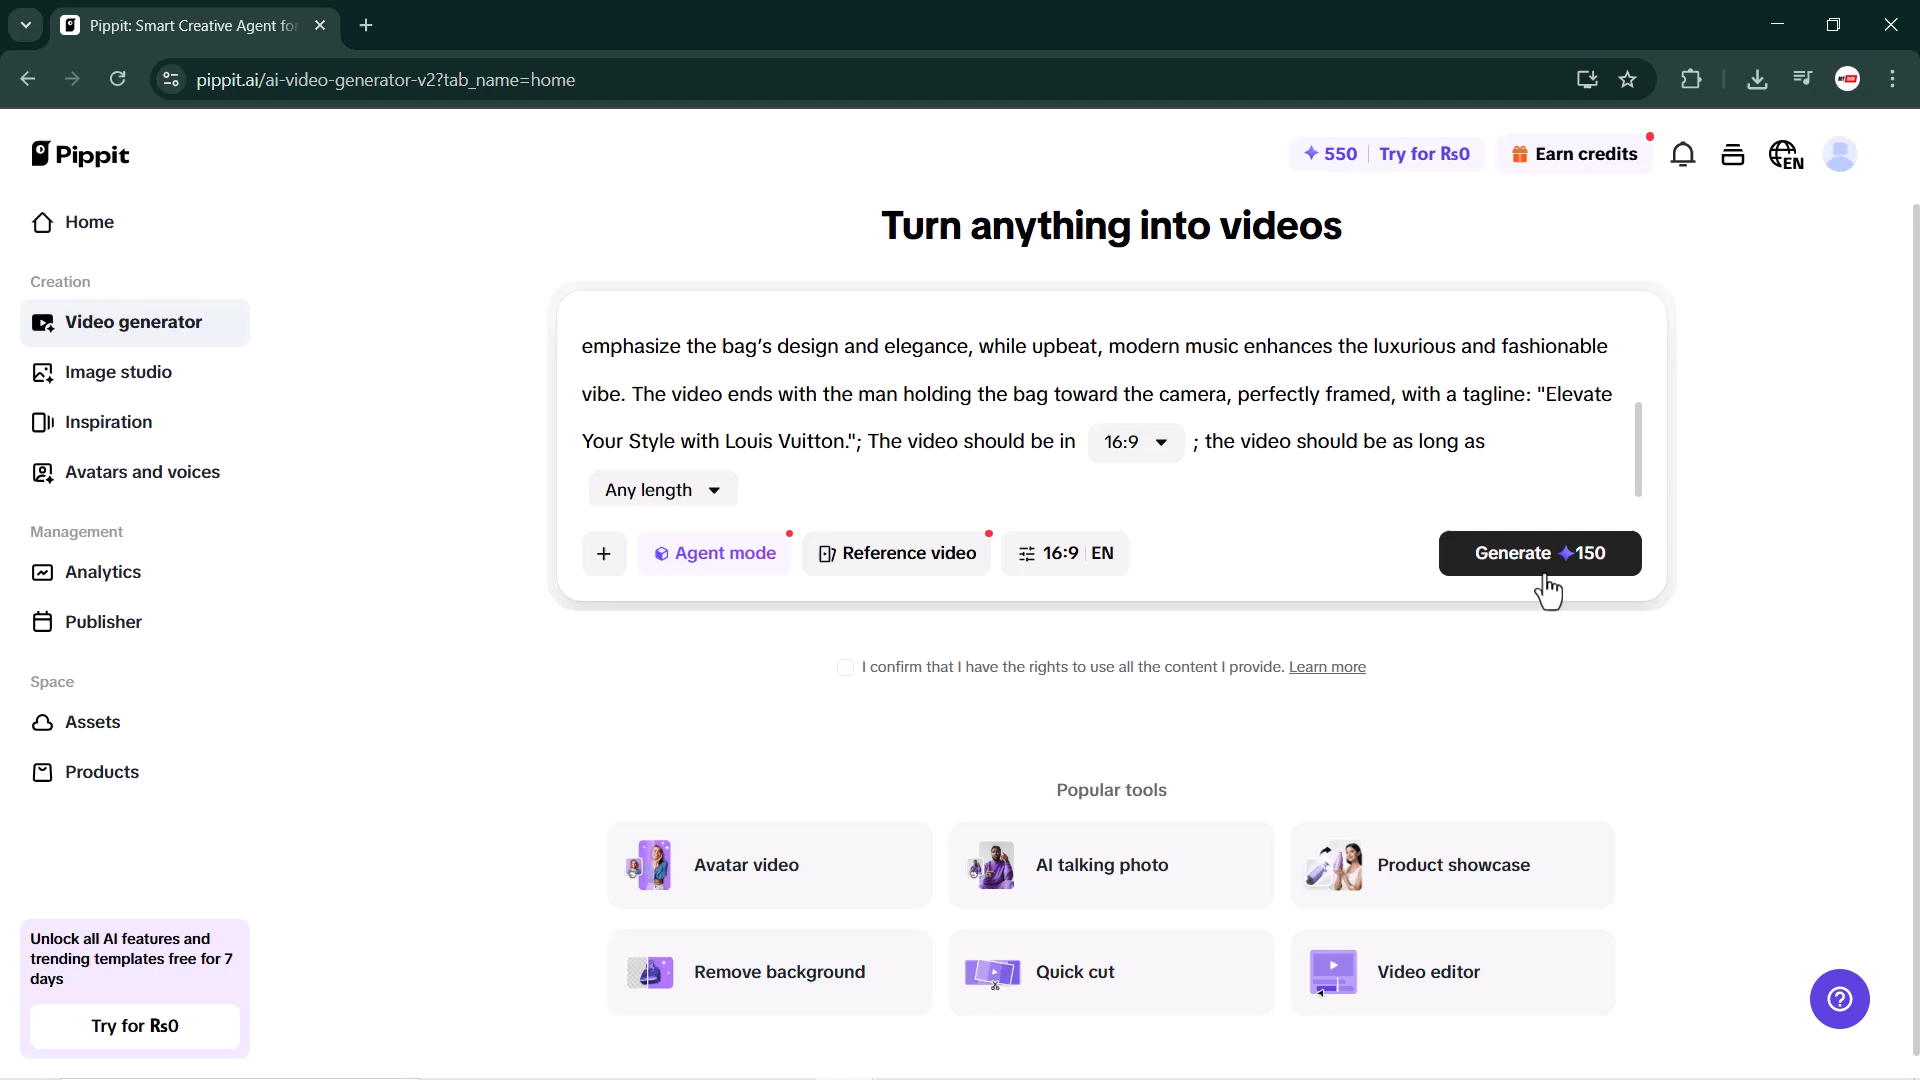 Pippit: Smart Creative Agent for
pippit.ai/ai-video-generator-v2?tab_name=home
Pippit
550 Try for Rs0
Earn credits
EN
Home
Creation
Video generator
Image studio
Inspiration
Avatars and voices
Management
Analytics
Publisher
Space
Assets
Products
Unlock all AI features and
trending templates free for 7
days
Try for Rs0
Turn anything into videos
emphasize the bag’s design and elegance, while upbeat, modern music enhances the luxurious and fashionable
vibe. The video ends with the man holding the bag toward the camera, perfectly framed, with a tagline: "Elevate
Your Style with Louis Vuitton."; The video should be in 16:9 ; the video should be as long as
Any length
Agent mode
Reference video
16:9 EN
Generate 150
I confirm that I have the rights to use all the content I provide. Learn more
Popular tools
Avatar video
AI talking photo
Product showcase
Remove background
Quick cut
Video editor